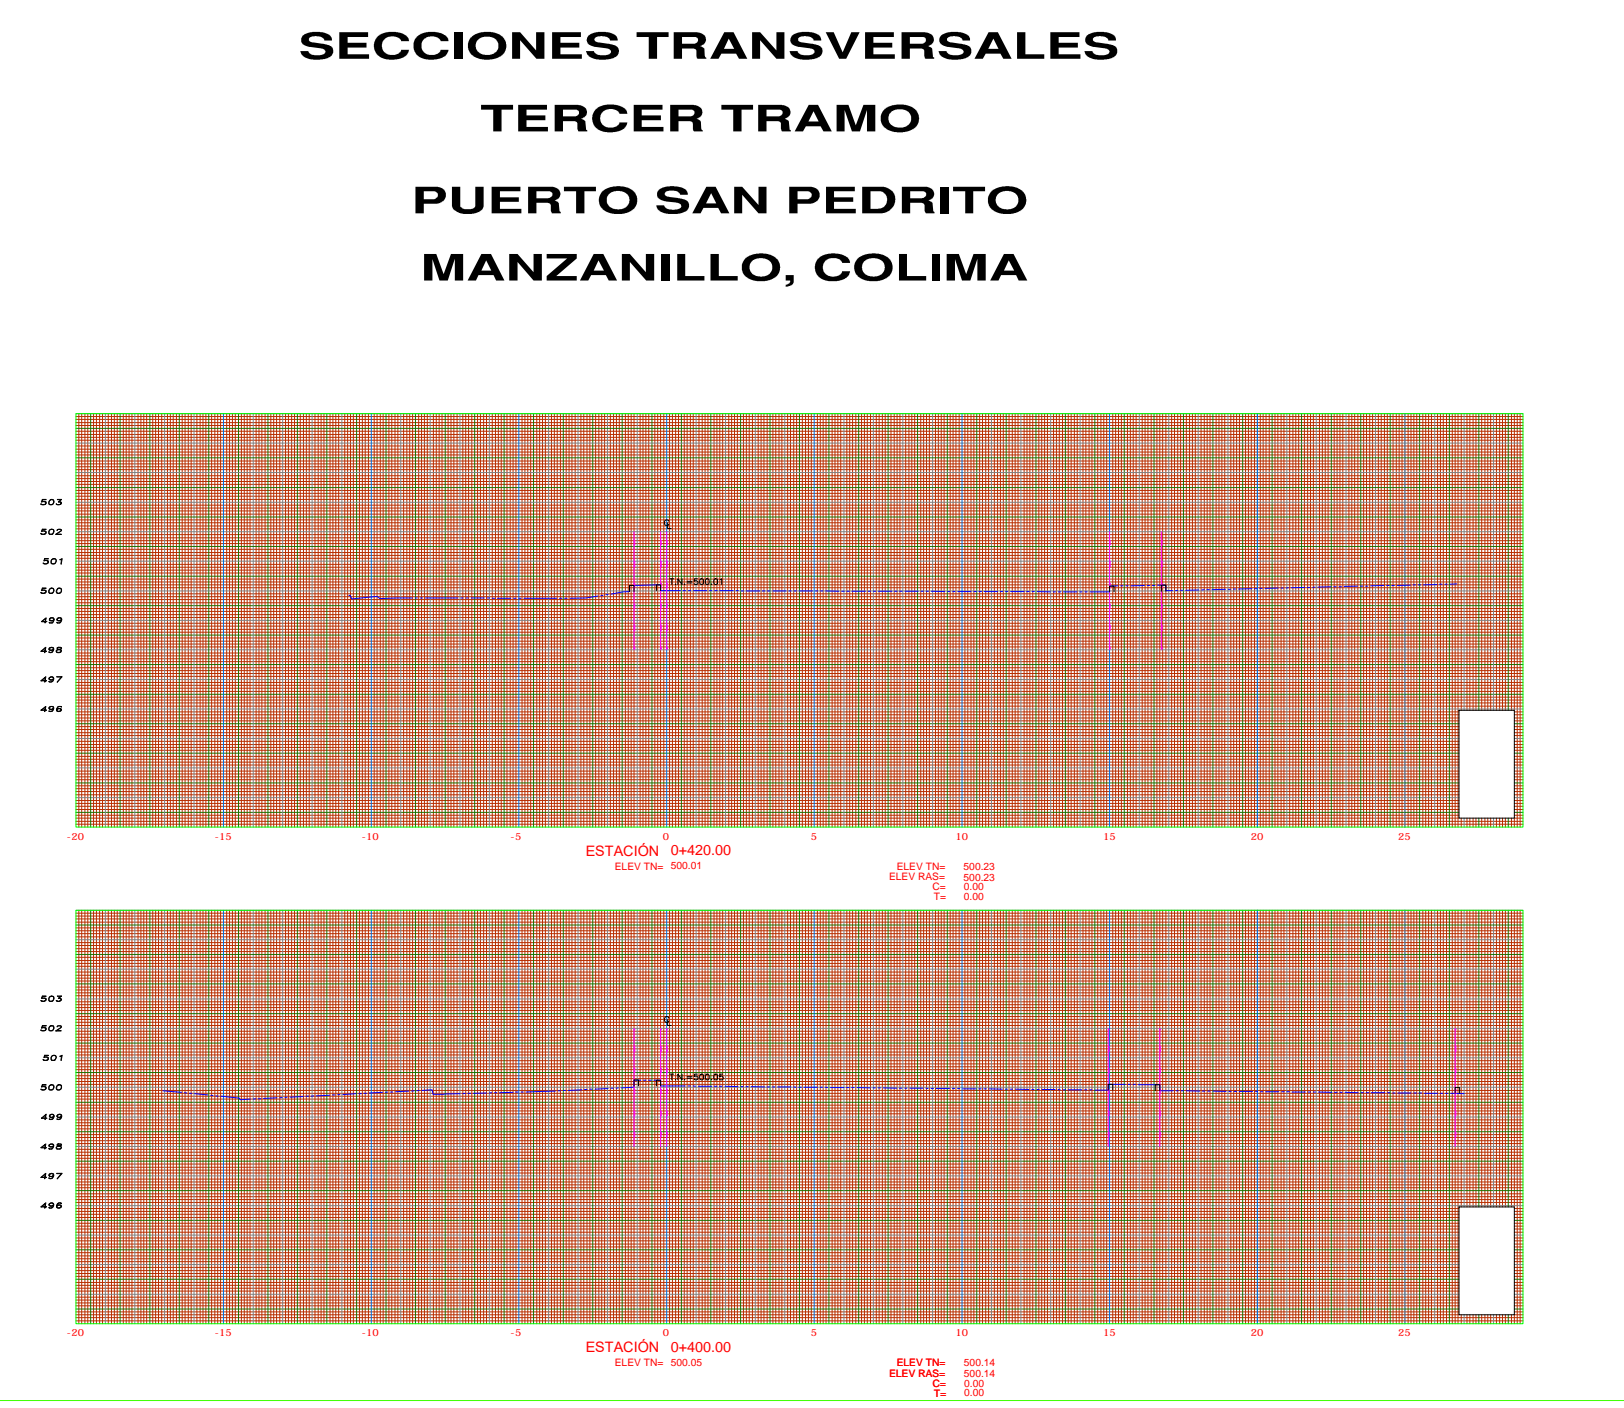 SECCIONES TRANSVERSALES
TERCER TRAMO
PUERTO SAN PEDRITO
MANZANILLO, COLIMA
503
502
501
500
499
498
497
496
℄
T.N.=500.01
-20 -15 -10 -5 0 5 10 15 20 25
ESTACIÓN 0+420.00
ELEV TN= 500.01
ELEV TN= 500.23
ELEV RAS= 500.23
C= 0.00
T= 0.00
503
502
501
500
499
498
497
496
℄
T.N.=500.05
-20 -15 -10 -5 0 5 10 15 20 25
ESTACIÓN 0+400.00
ELEV TN= 500.05
ELEV TN= 500.14
ELEV RAS= 500.14
C= 0.00
T= 0.00